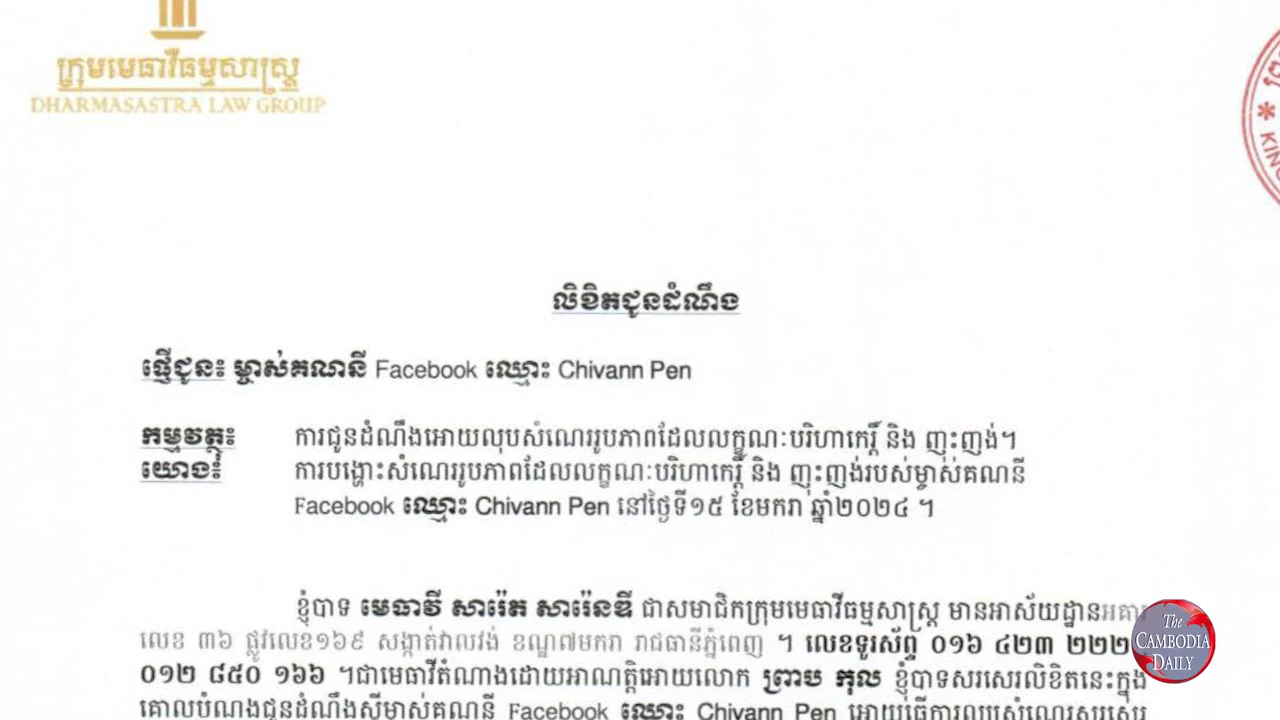 ក្រុមមេធាវីធម្មសាស្ត្រ
DHARMASASTRA LAW GROUP
លិខិតជូនដំណឹង
ផ្ញើជូន៖ ម្ចាស់គណនី Facebook ឈ្មោះ Chivann Pen
កម្មវត្ថុ៖ ការជូនដំណឹងអោយលុបសំណេររូបភាពដែលលក្ខណៈបរិហាកេរ្តិ៍ និង ញុះញង់។
យោង៖ ការបង្ហោះសំណេររូបភាពដែលលក្ខណៈបរិហាកេរ្តិ៍ និង ញុះញង់របស់ម្ចាស់គណនី
Facebook ឈ្មោះ Chivann Pen នៅថ្ងៃទី១៥ ខែមករា ឆ្នាំ២០២៤ ។
ខ្ញុំបាទ មេធាវី សារ៉េត សារ៉េនឌី ជាសមាជិកក្រុមមេធាវីធម្មសាស្ត្រ មានអាស័យដ្ឋាន
លេខ ៣៦ ផ្លូវលេខ១៦៩ សង្កាត់វាលវង់ ខណ្ឌ៧មករា រាជធានីភ្នំពេញ ។ លេខទូរស័ព្ទ ០១៦ ៤២៣ ២២២
០១២ ៨៥០ ១៦៦ ។ជាមេធាវីតំណាងដោយអាណត្តិអោយលោក ព្រាប កុល ខ្ញុំបាទសរសេរលិខិតនេះក្នុង
គោលបំណងជូនដំណឹងស្តីម្ចាស់គណនី Facebook ឈ្មោះ Chivann Pen អោយធ្វើការលុបសំណេរសរសេរ
The
CAMBODIA
DAILY